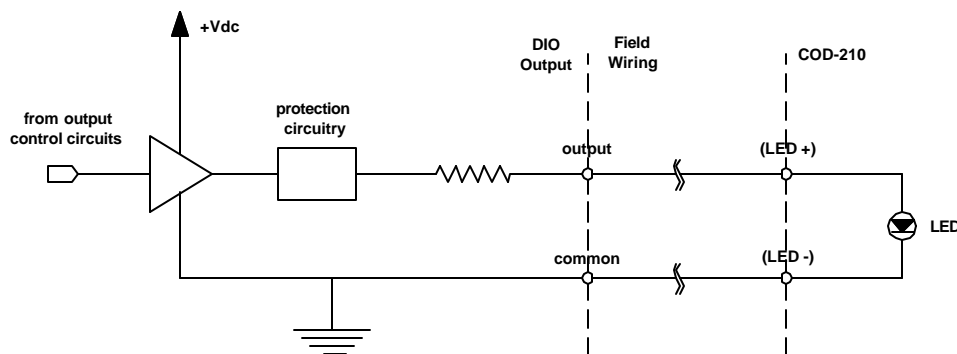 +Vdc
DIO
Output
Field
Wiring
COD-210
from output
control circuits
protection
circuitry
output
(LED +)
LED
common
(LED -)